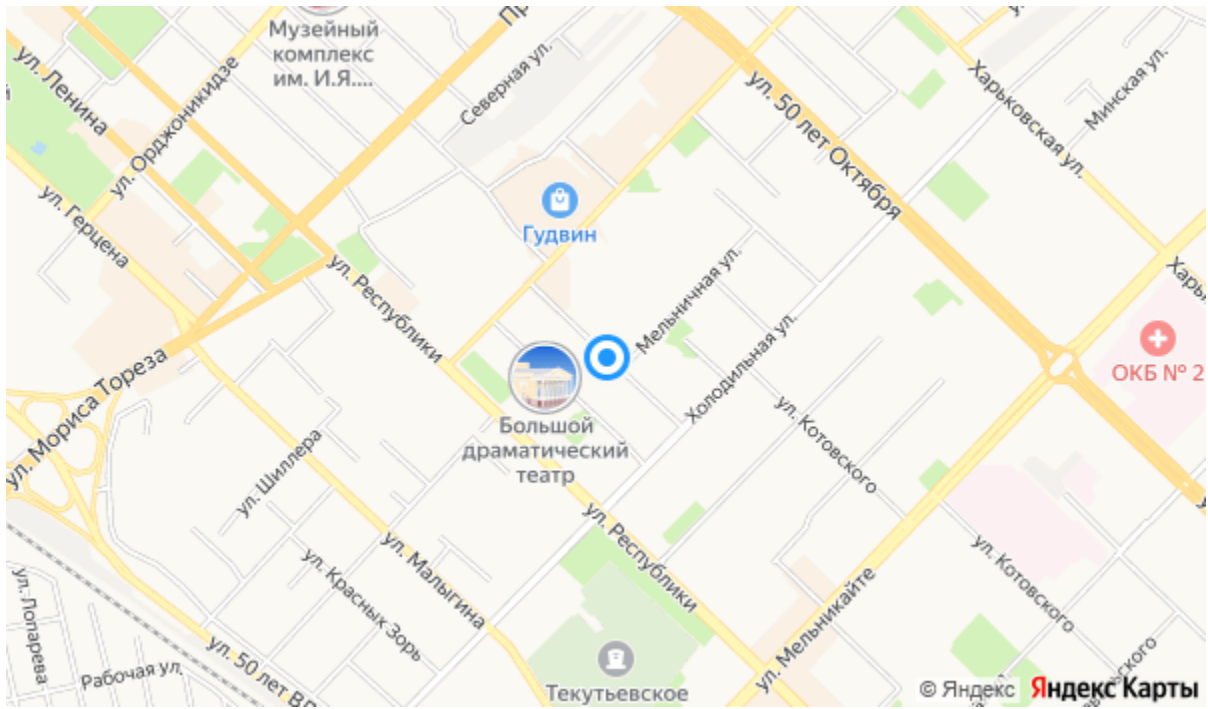 Музейный
комплекс
им. И.Я....
Северная ул.
ул. Ленина
ул. Орджоникидзе
ул. Герцена
ул. 50 лет Октября
Харьковская ул.
Минская ул.
Гудвин
ул. Республики
Мельничная ул.
Холодильная ул.
ОКБ № 2
ул. Мориса Тореза
Большой
драматический
театр
ул. Шиллера
ул. Котовского
ул. Республики
ул. Малыгина
ул. Красных Зорь
ул. Котовского
ул. Мельникайте
ул. Лопарева
Рабочая ул.
ул. 50 лет
Текутьевское
© Яндекс Яндекс Карты